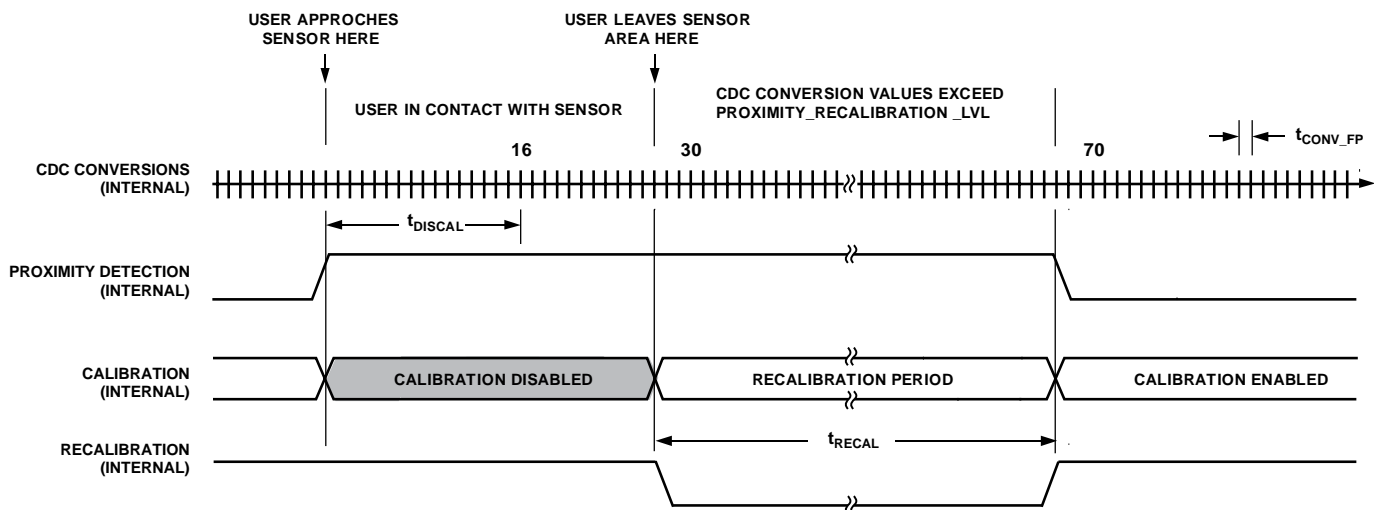 USER APPROCHES
SENSOR HERE
USER LEAVES SENSOR
AREA HERE
USER IN CONTACT WITH SENSOR
CDC CONVERSION VALUES EXCEED
PROXIMITY_RECALIBRATION _LVL
tCONV_FP
16
30
70
CDC CONVERSIONS
(INTERNAL)
tDISCAL
PROXIMITY DETECTION
(INTERNAL)
CALIBRATION
(INTERNAL)
CALIBRATION DISABLED
RECALIBRATION PERIOD
CALIBRATION ENABLED
RECALIBRATION
(INTERNAL)
tRECAL